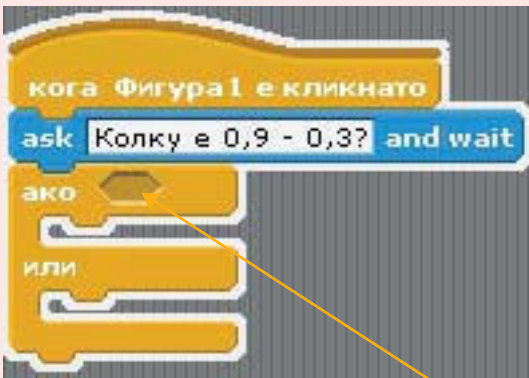 кога Фигура1 е кликнато
ask Колку е 0,9 - 0,3? and wait
ако
или